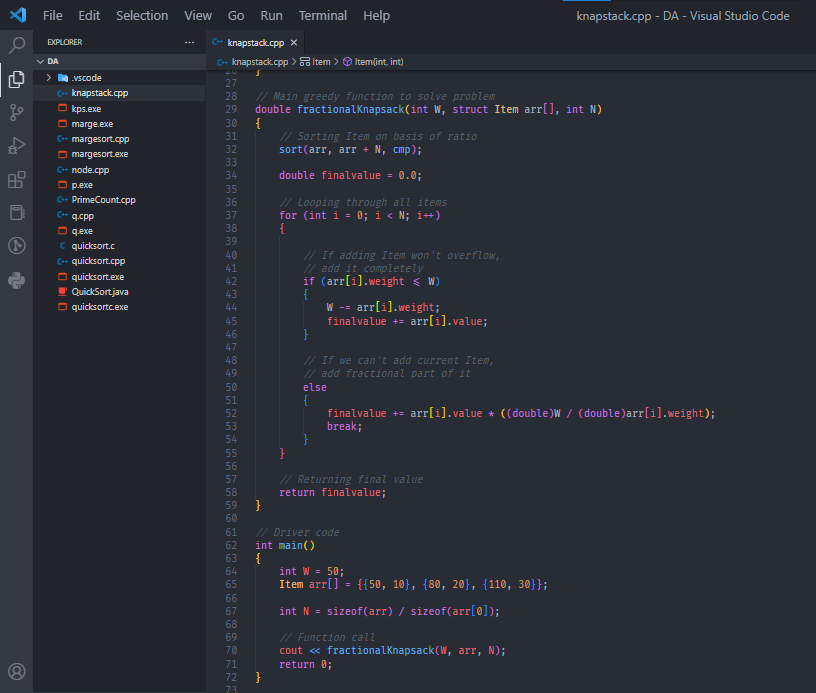 File Edit Selection View Go Run Terminal Help knapstack.cpp - DA - Visual Studio Code
EXPLORER ...
DA
.vscode
knapstack.cpp
kps.exe
marge.exe
margesort.cpp
margesort.exe
node.cpp
p.exe
PrimeCount.cpp
q.cpp
q.exe
quicksort.c
quicksort.cpp
quicksort.exe
QuickSort.java
quicksortc.exe
knapstack.cpp
knapstack.cpp > Item > Item(int, int)
26 }
27
28 // Main greedy function to solve problem
29 double fractionalKnapsack(int W, struct Item arr[], int N)
30 {
31     // Sorting Item on basis of ratio
32     sort(arr, arr + N, cmp);
33
34     double finalvalue = 0.0;
35
36     // Looping through all items
37     for (int i = 0; i < N; i++)
38     {
39
40         // If adding Item won't overflow,
41         // add it completely
42         if (arr[i].weight <= W)
43         {
44             W -= arr[i].weight;
45             finalvalue += arr[i].value;
46         }
47
48         // If we can't add current Item,
49         // add fractional part of it
50         else
51         {
52             finalvalue += arr[i].value * ((double)W / (double)arr[i].weight);
53             break;
54         }
55     }
56
57     // Returning final value
58     return finalvalue;
59 }
60
61 // Driver code
62 int main()
63 {
64     int W = 50;
65     Item arr[] = {{50, 10}, {80, 20}, {110, 30}};
66
67     int N = sizeof(arr) / sizeof(arr[0]);
68
69     // Function call
70     cout << fractionalKnapsack(W, arr, N);
71     return 0;
72 }
73